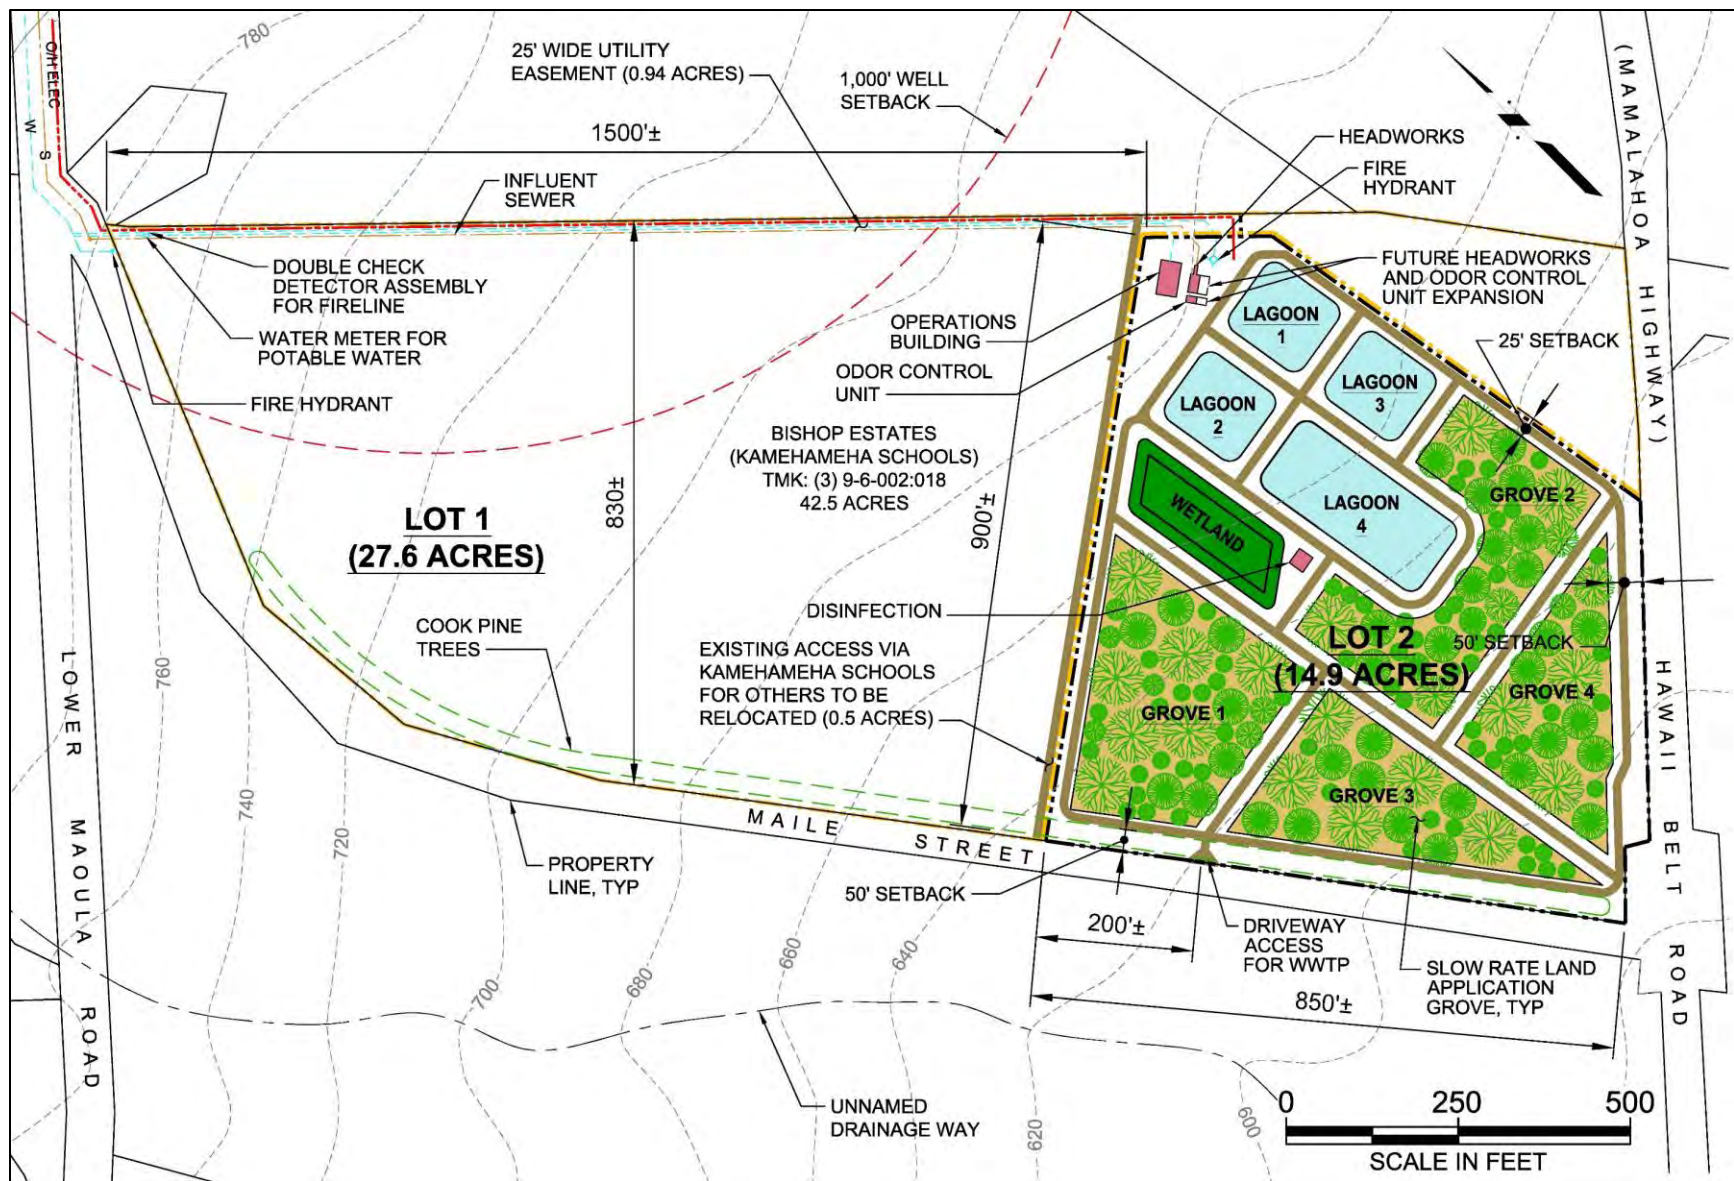 780
O/H ELEC
W
S
25' WIDE UTILITY
EASEMENT (0.94 ACRES)
1,000' WELL
SETBACK
1500'±
HEADWORKS
FIRE
HYDRANT
(MAMALAHOA HIGHWAY)
INFLUENT
SEWER
DOUBLE CHECK
DETECTOR ASSEMBLY
FOR FIRELINE
WATER METER FOR
POTABLE WATER
FIRE HYDRANT
FUTURE HEADWORKS
AND ODOR CONTROL
UNIT EXPANSION
OPERATIONS
BUILDING
ODOR CONTROL
UNIT
25' SETBACK
LAGOON
1
LAGOON
2
LAGOON
3
LAGOON
4
BISHOP ESTATES
(KAMEHAMEHA SCHOOLS)
TMK: (3) 9-6-002:018
42.5 ACRES
830±
900'±
LOT 1
(27.6 ACRES)
WETLAND
GROVE 2
DISINFECTION
COOK PINE
TREES
EXISTING ACCESS VIA
KAMEHAMEHA SCHOOLS
FOR OTHERS TO BE
RELOCATED (0.5 ACRES)
LOT 2
(14.9 ACRES)
50' SETBACK
GROVE 4
GROVE 1
GROVE 3
HAWAII BELT ROAD
LOWER MAOULA ROAD
760
740
720
MAILE STREET
PROPERTY
LINE, TYP
50' SETBACK
200'±
DRIVEWAY
ACCESS
FOR WWTP
SLOW RATE LAND
APPLICATION
GROVE, TYP
850'±
700
680
660
640
620
600
UNNAMED
DRAINAGE WAY
0 250 500
SCALE IN FEET